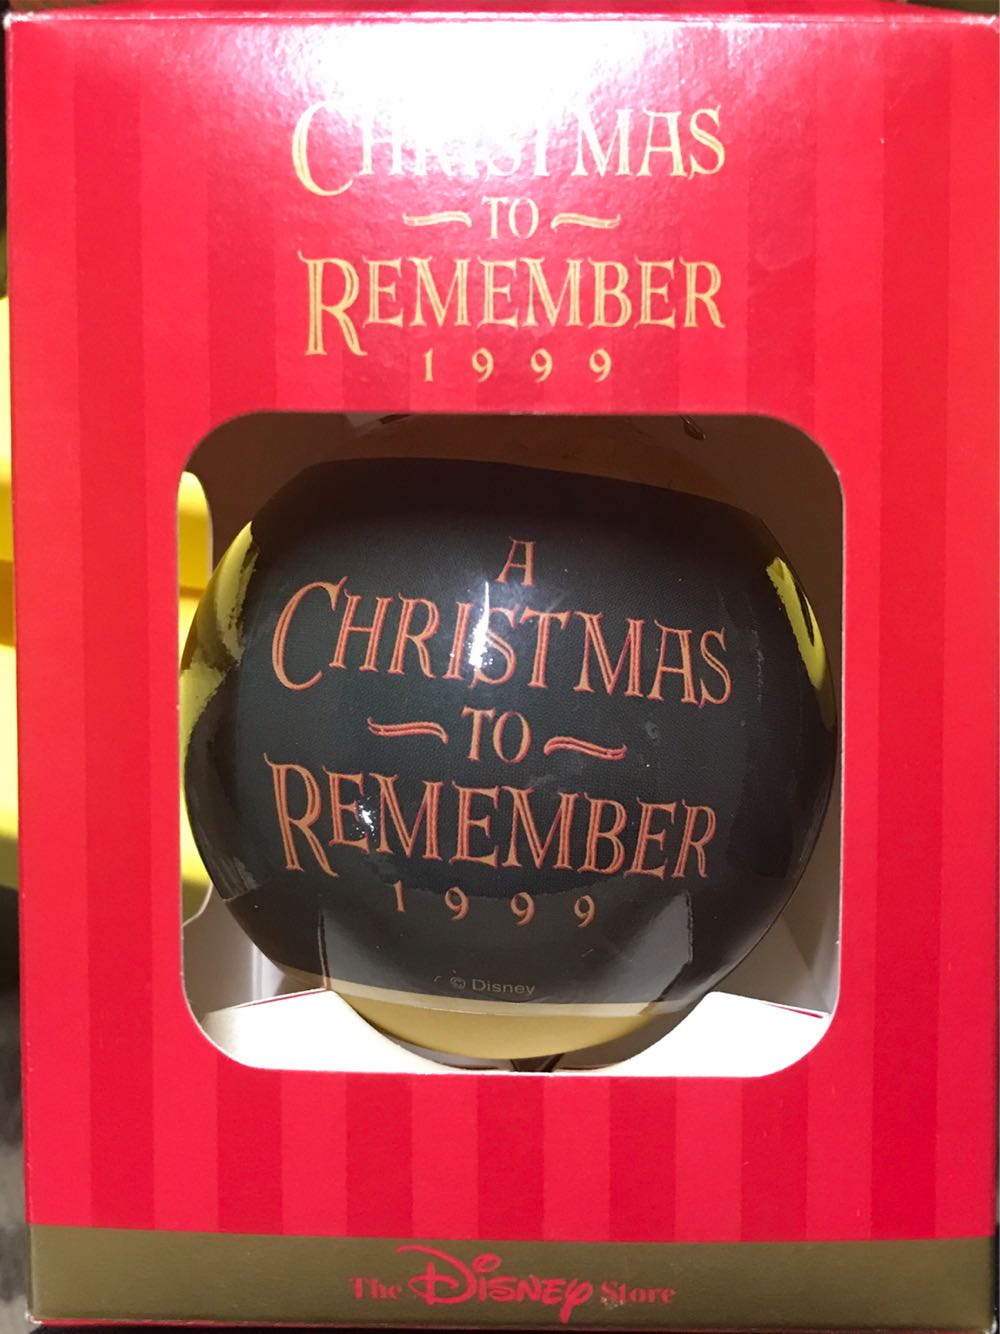 CHRISTMAS
TO
REMEMBER
1999
A
CHRISTMAS
TO
REMEMBER
1999
© Disney
The DISNEY Store